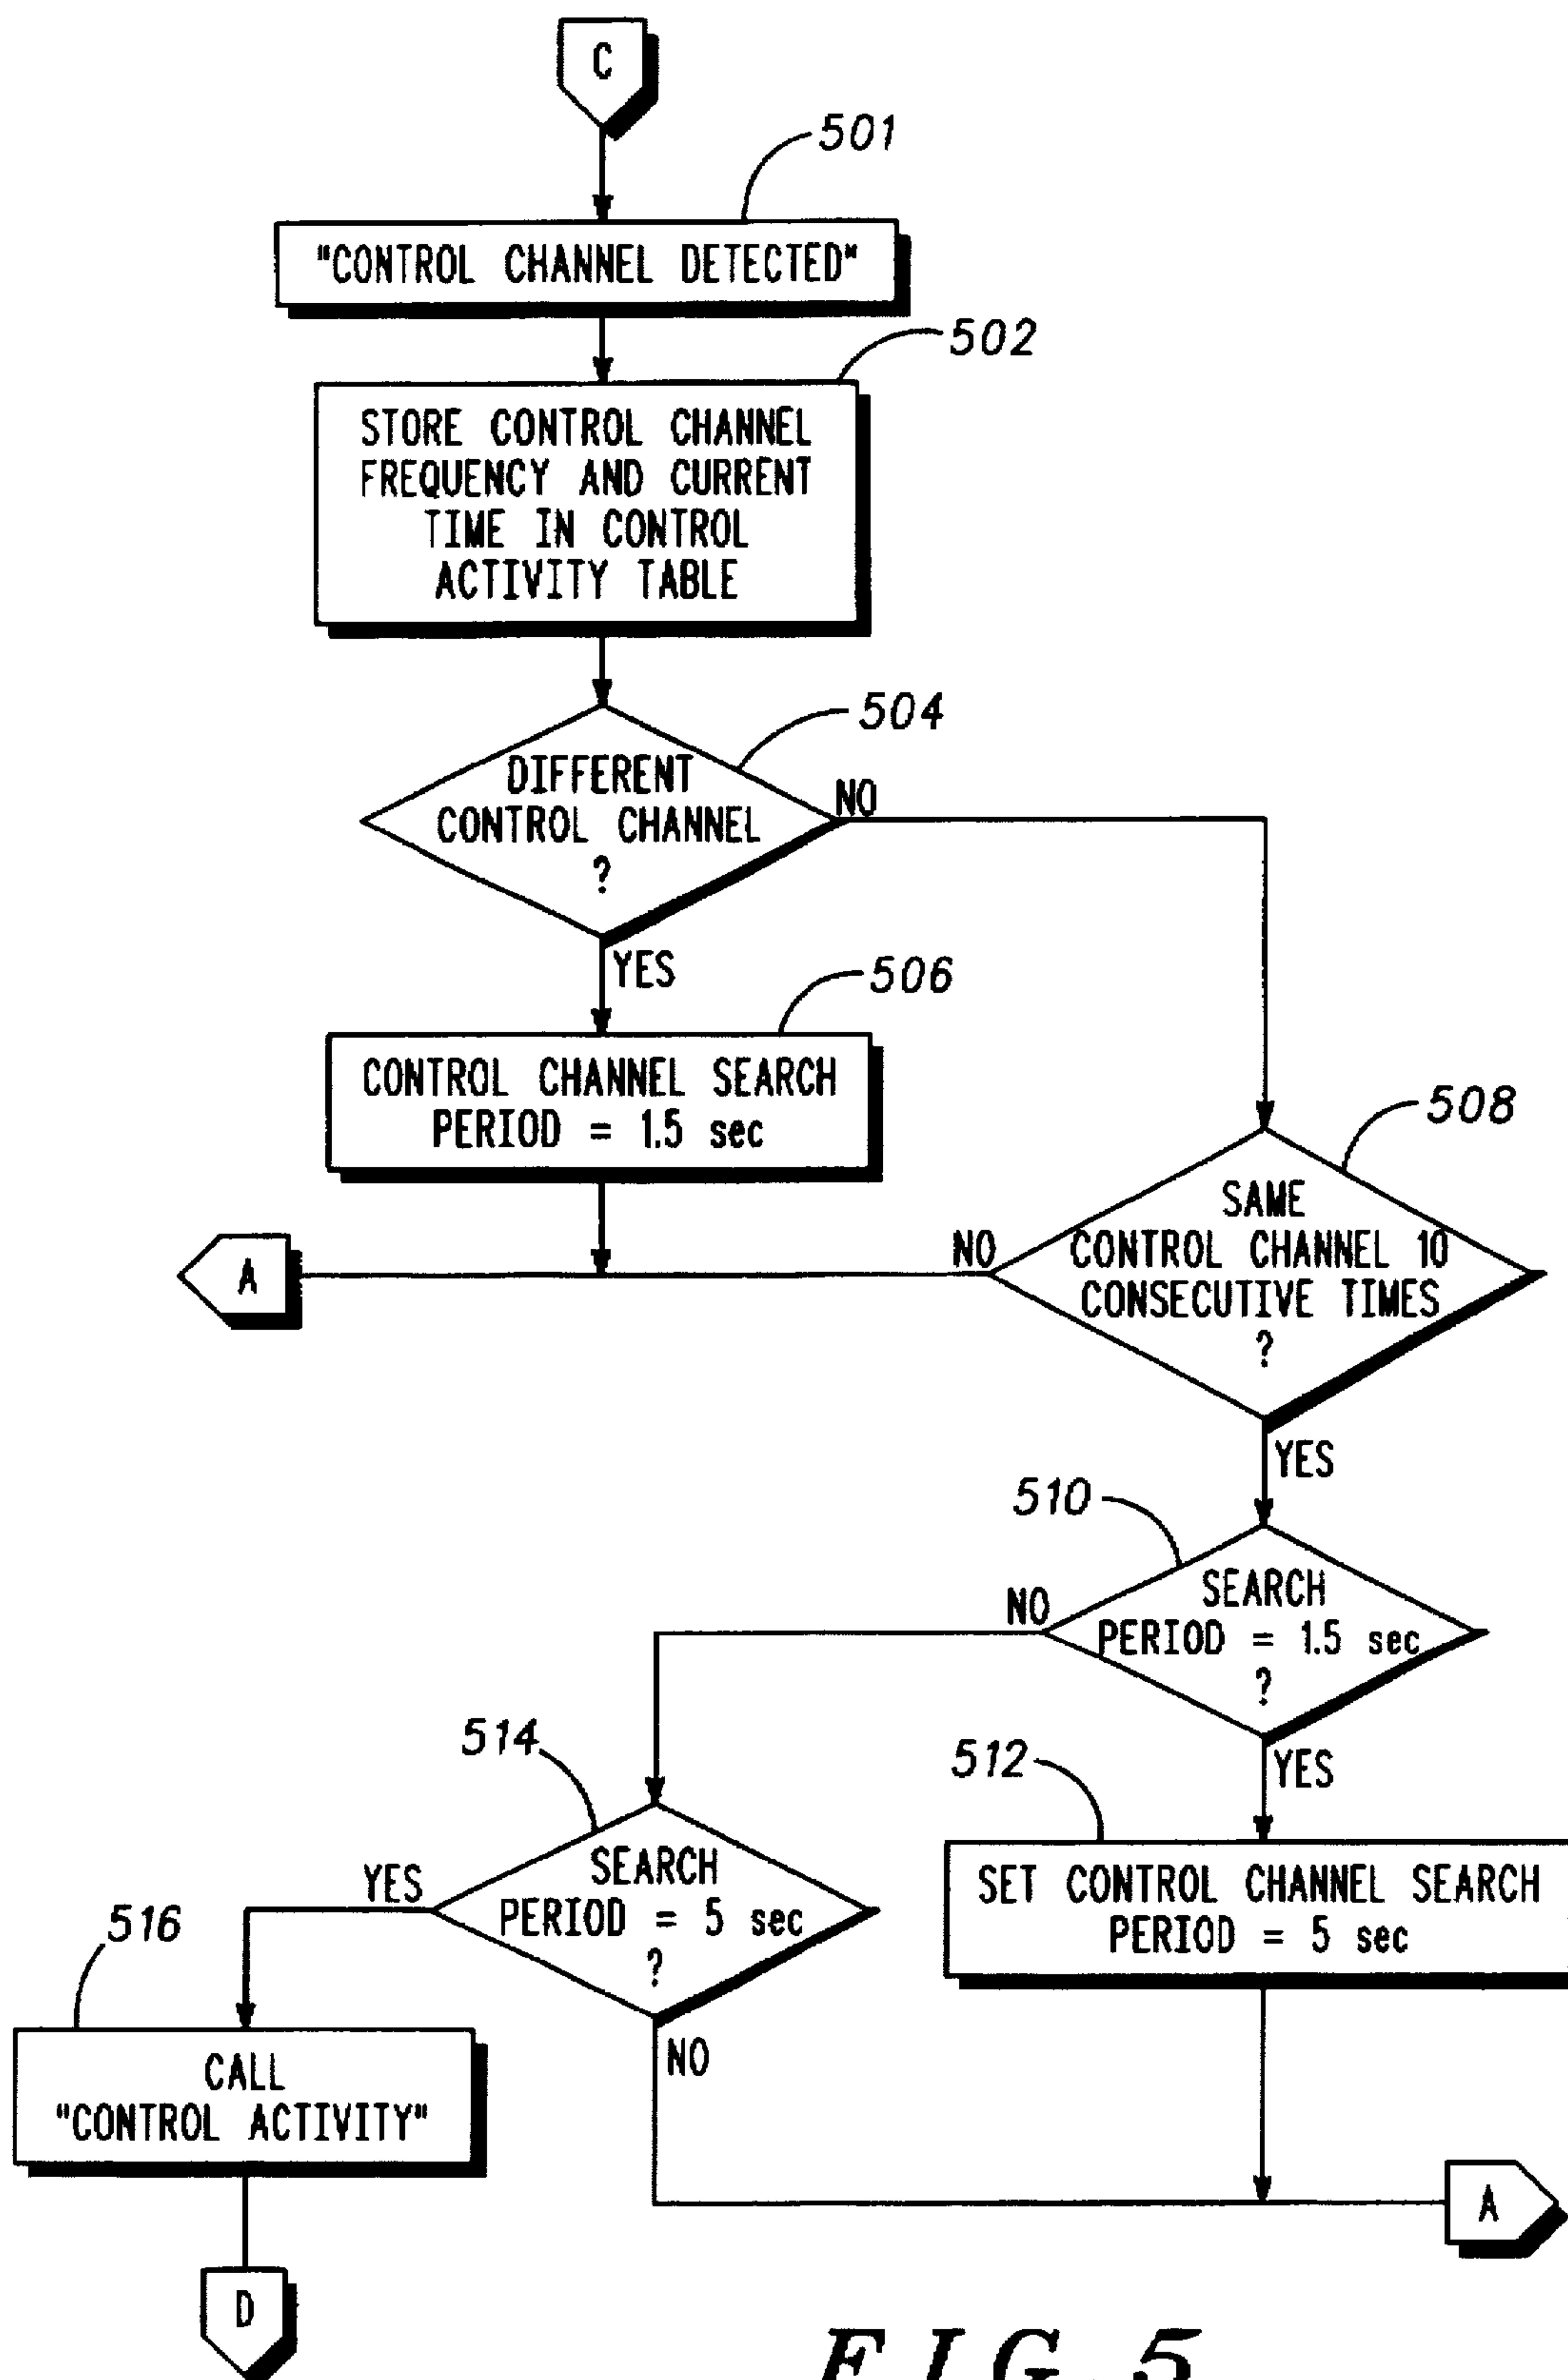 C
501
"CONTROL CHANNEL DETECTED"
502
STORE CONTROL CHANNEL
FREQUENCY AND CURRENT
TIME IN CONTROL
ACTIVITY TABLE
504
DIFFERENT
CONTROL CHANNEL
?
NO
YES
506
CONTROL CHANNEL SEARCH
PERIOD = 1.5 sec
508
SAME
CONTROL CHANNEL 10
CONSECUTIVE TIMES
?
NO
A
YES
510
SEARCH
PERIOD = 1.5 sec
?
NO
YES
512
SET CONTROL CHANNEL SEARCH
PERIOD = 5 sec
514
SEARCH
PERIOD = 5 sec
?
YES
NO
516
CALL
"CONTROL ACTIVITY"
A
D
FIG. 5